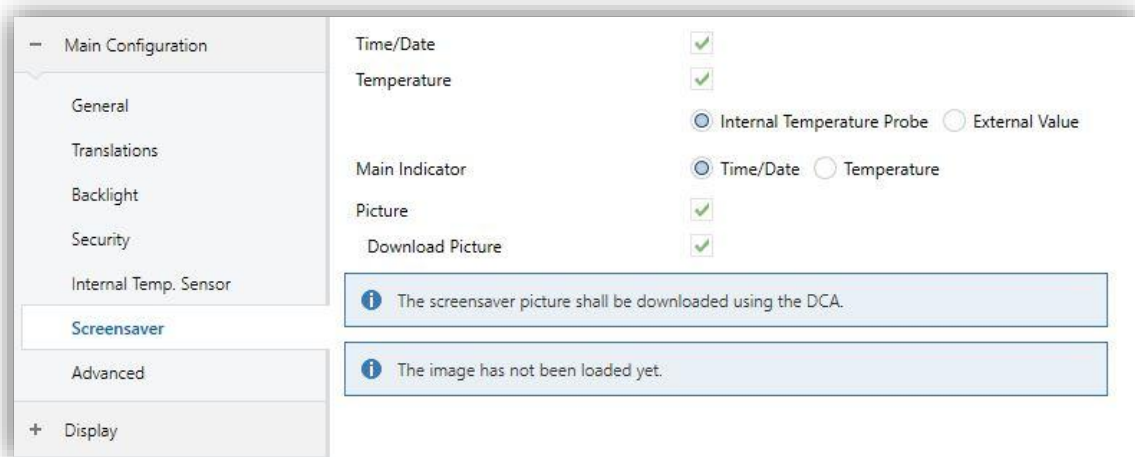 Main Configuration
General
Translations
Backlight
Security
Internal Temp. Sensor
Screensaver
Advanced
Display
Time/Date
Temperature
Internal Temperature Probe External Value
Main Indicator Time/Date Temperature
Picture
Download Picture
The screensaver picture shall be downloaded using the DCA.
The image has not been loaded yet.